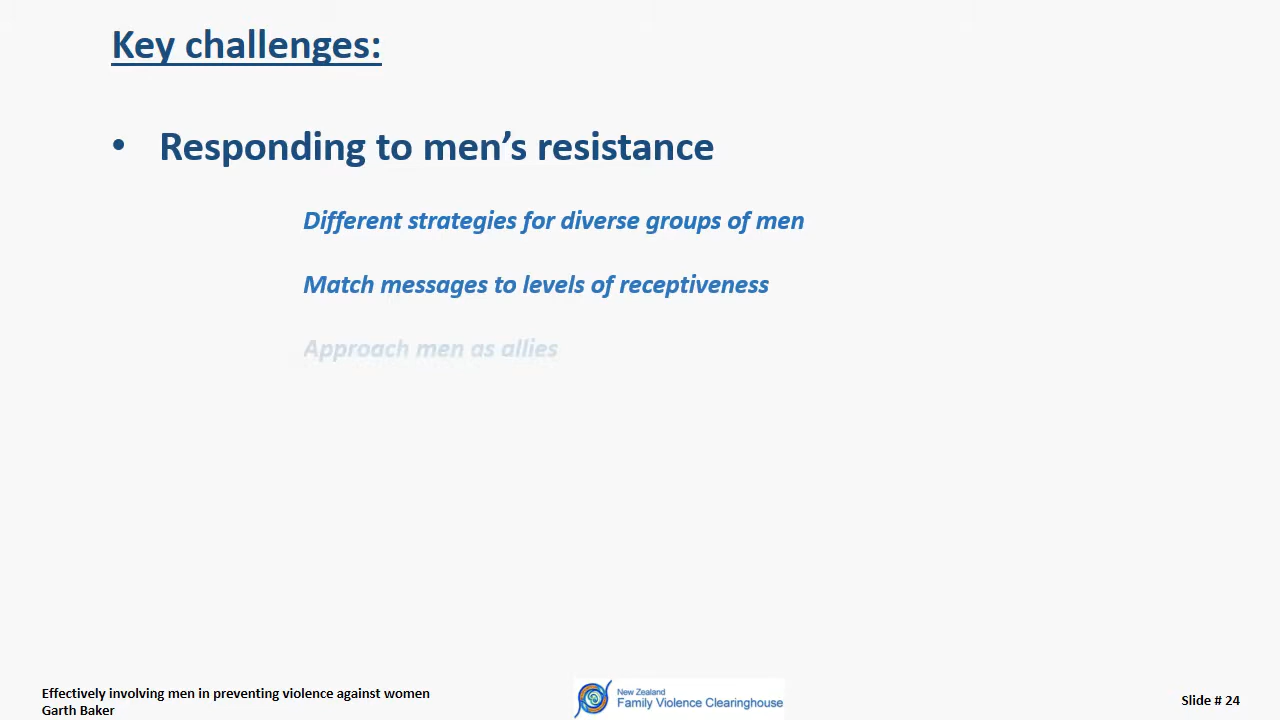 Key challenges:
• Responding to men’s resistance
Different strategies for diverse groups of men
Match messages to levels of receptiveness
Approach men as allies
Effectively involving men in preventing violence against women
Garth Baker
New Zealand
Family Violence Clearinghouse
Slide # 24